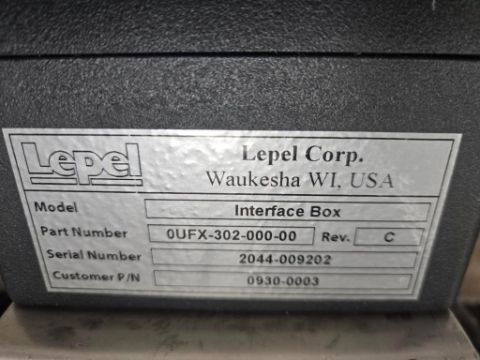 Lepel
Lepel Corp.
Waukesha WI, USA
Model Interface Box
Part Number 0UFX-302-000-00 Rev. C
Serial Number 2044-009202
Customer P/N 0930-0003